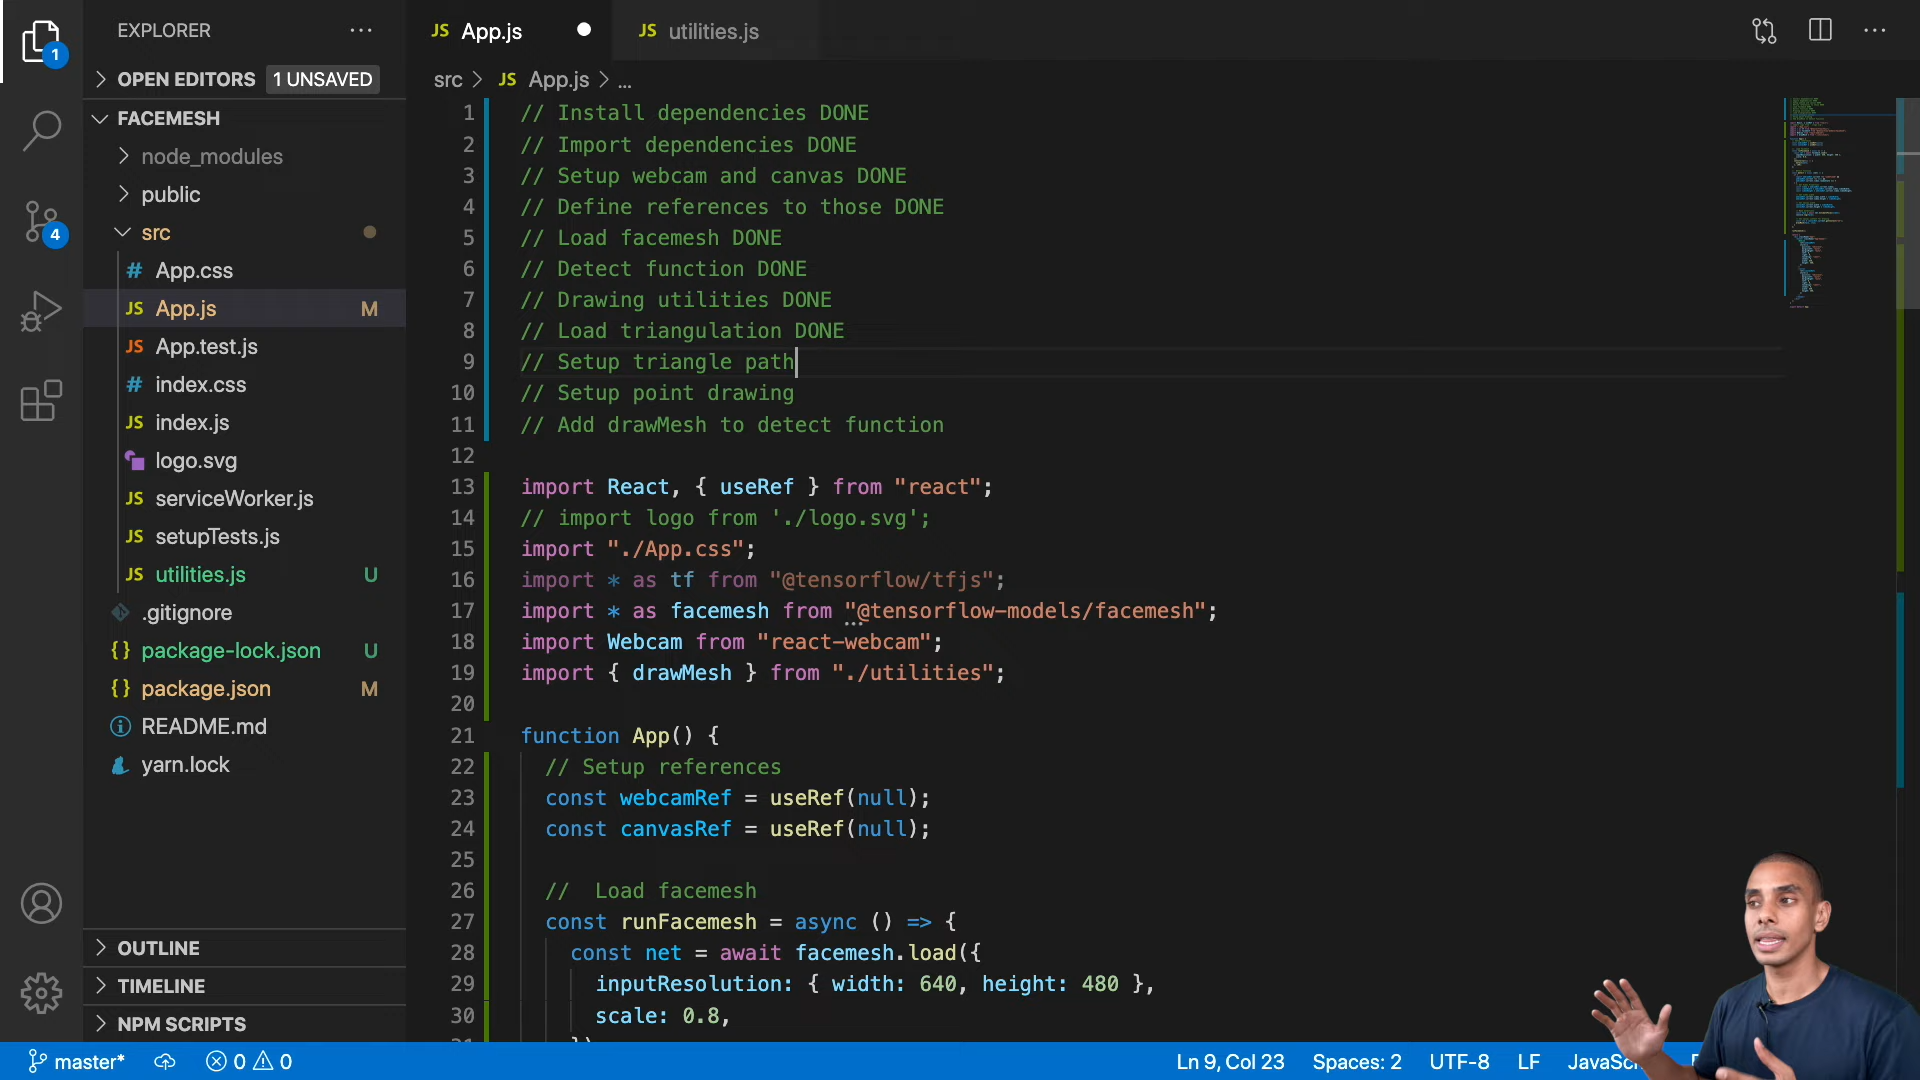 EXPLORER
OPEN EDITORS 1 UNSAVED
FACEMESH
node_modules
public
src
# App.css
JS App.js M
JS App.test.js
# index.css
JS index.js
logo.svg
JS serviceWorker.js
JS setupTests.js
JS utilities.js U
.gitignore
{} package-lock.json U
{} package.json M
README.md
yarn.lock
OUTLINE
TIMELINE
NPM SCRIPTS
1
4
JS App.js
JS utilities.js
src > JS App.js > ...
1 // Install dependencies DONE
2 // Import dependencies DONE
3 // Setup webcam and canvas DONE
4 // Define references to those DONE
5 // Load facemesh DONE
6 // Detect function DONE
7 // Drawing utilities DONE
8 // Load triangulation DONE
9 // Setup triangle path
10 // Setup point drawing
11 // Add drawMesh to detect function
12
13 import React, { useRef } from "react";
14 // import logo from './logo.svg';
15 import "./App.css";
16 import * as tf from "@tensorflow/tfjs";
17 import * as facemesh from "@tensorflow-models/facemesh";
18 import Webcam from "react-webcam";
19 import { drawMesh } from "./utilities";
20
21 function App() {
22 // Setup references
23 const webcamRef = useRef(null);
24 const canvasRef = useRef(null);
25
26 //  Load facemesh
27 const runFacemesh = async () => {
28 const net = await facemesh.load({
29 inputResolution: { width: 640, height: 480 },
30 scale: 0.8,
master* 0 0 Ln 9, Col 23 Spaces: 2 UTF-8 LF